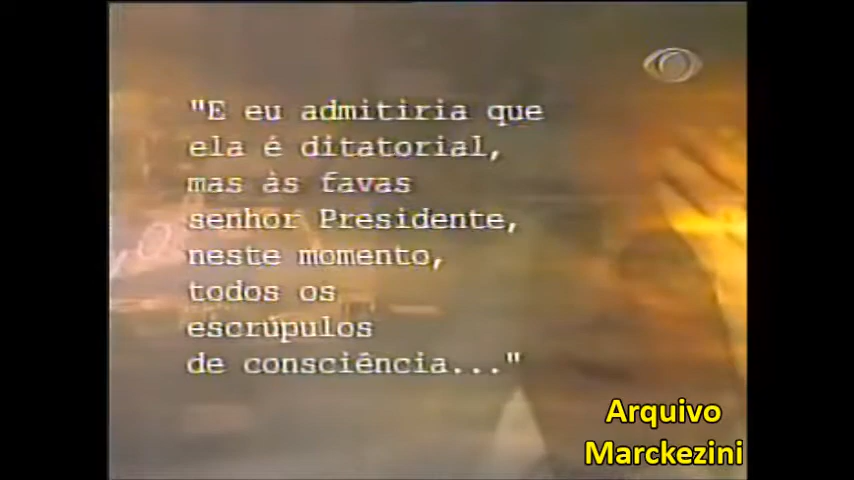 "E eu admitiria que
ela é ditatorial,
mas às favas
senhor Presidente,
neste momento,
todos os
escrúpulos
de consciência..."
Arquivo
Marckezini